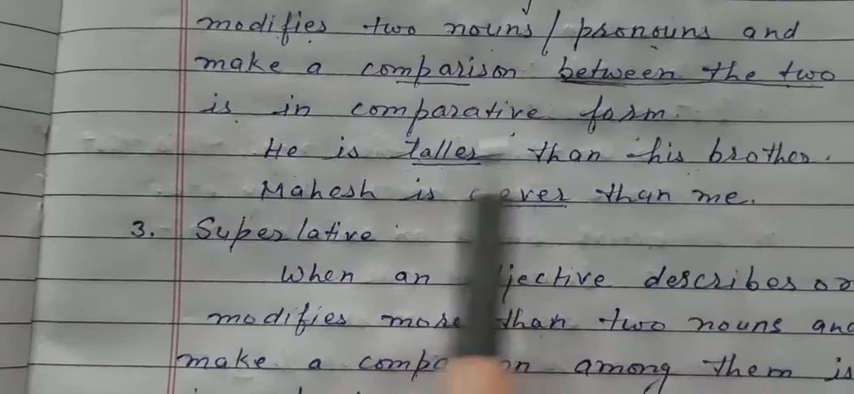 modifies two nouns/pronouns and
make a comparison between the two
is in comparative form.
He is taller than his brother.
Mahesh is than me.
3. Superlative
When an describes or
modifies more than two nouns and
make a among them is